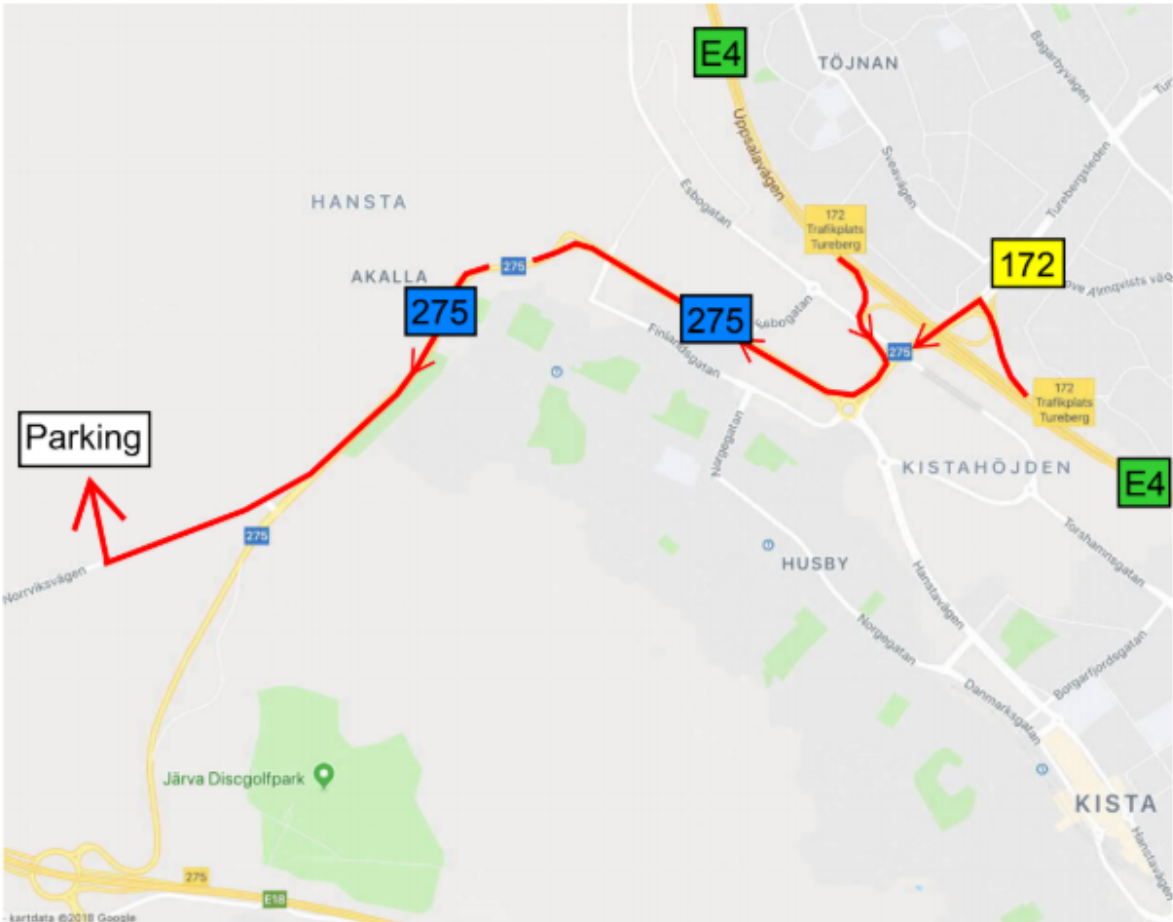 E4
TÖJNAN
Bagarbyvägen
Uppsalavägen
Sveavägen
Turebergsleden
Esbogatan
HANSTA
172
Trafikplats
Tureberg
172
275
AKALLA
275
275
Esbogatan
Finlandsgatan
275
172
Trafikplats
Tureberg
Parking
Norgegatan
KISTAHÖJDEN
E4
275
Norrviksvägen
HUSBY
Torshamnsgatan
Hanstavägen
Norgegatan
Borgarfjordsgatan
Danmarksgatan
Järva Discgolfpark
KISTA
Hanstavägen
275
E18
kartdata ©2018 Google